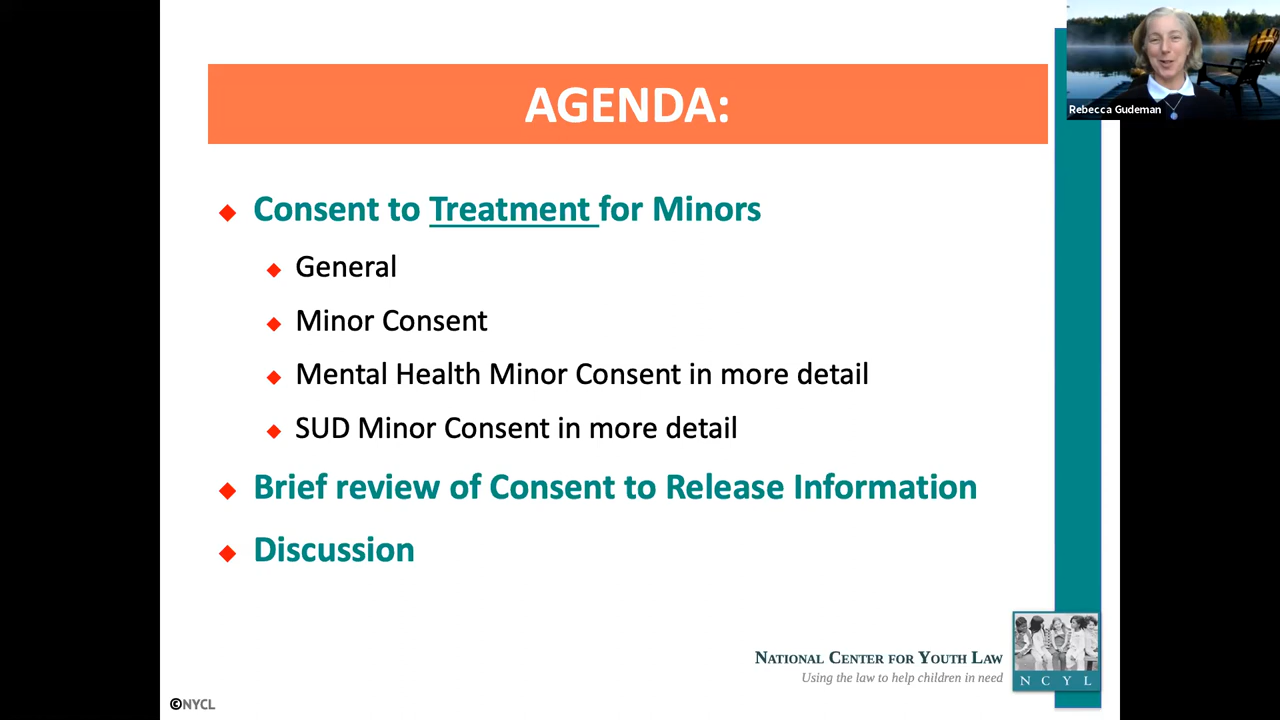 AGENDA:
Rebecca Gudeman
Consent to Treatment for Minors
General
Minor Consent
Mental Health Minor Consent in more detail
SUD Minor Consent in more detail
Brief review of Consent to Release Information
Discussion
NATIONAL CENTER FOR YOUTH LAW
Using the law to help children in need
N C Y L
©NYCL